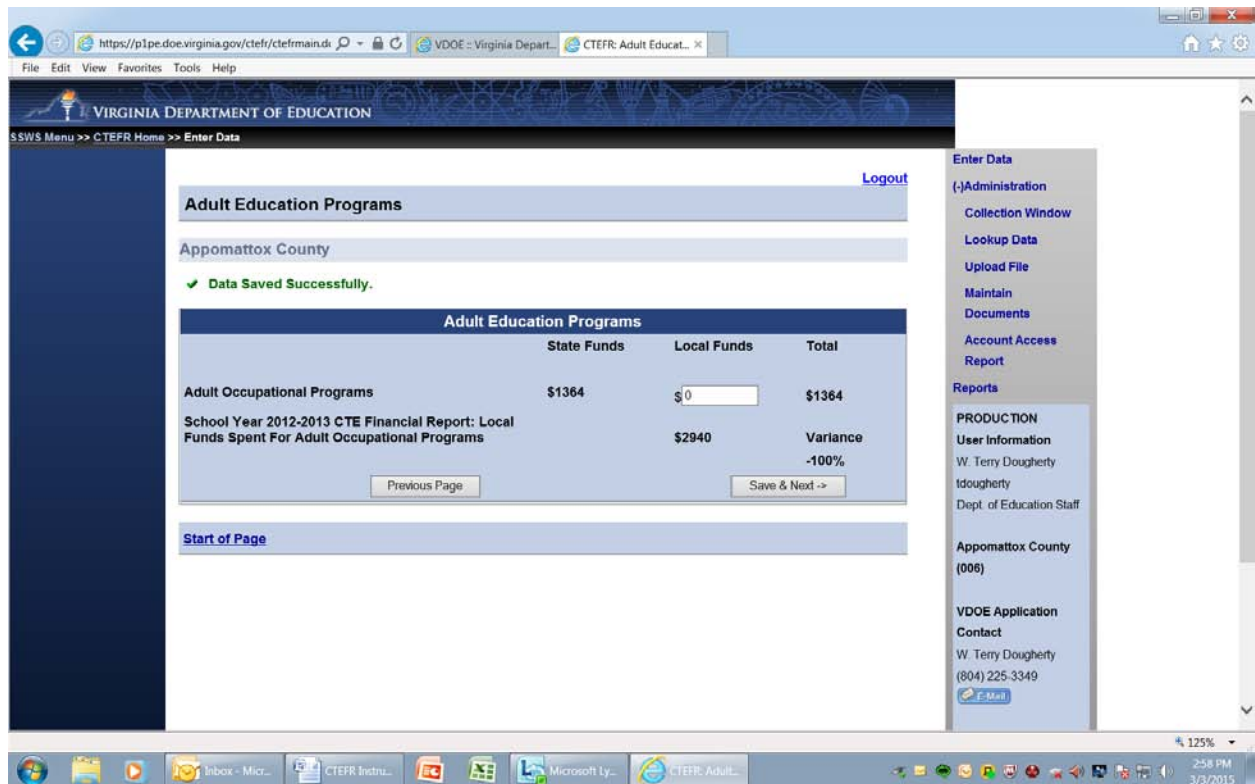 https://p1pe.doe.virginia.gov/ctefr/ctefrmain.d
VDOE :: Virginia Depart...
CTEFR: Adult Educat...
File Edit View Favorites Tools Help
VIRGINIA DEPARTMENT OF EDUCATION
SSWS Menu >> CTEFR Home >> Enter Data
Logout
Adult Education Programs
Appomattox County
✔ Data Saved Successfully.
Adult Education Programs
State Funds Local Funds Total
Adult Occupational Programs $1364 $ 0 $1364
School Year 2012-2013 CTE Financial Report: Local
Funds Spent For Adult Occupational Programs $2940 Variance
-100%
Previous Page Save & Next ->
Start of Page
Enter Data
(-)Administration
Collection Window
Lookup Data
Upload File
Maintain
Documents
Account Access
Report
Reports
PRODUCTION
User Information
W. Terry Dougherty
tdougherty
Dept. of Education Staff
Appomattox County
(006)
VDOE Application
Contact
W. Terry Dougherty
(804) 225-3349
E-Mail
125%
Inbox - Micr...
CTEFR Instru...
Microsoft Ly...
CTEFR: Adult...
2:58 PM
3/3/2015